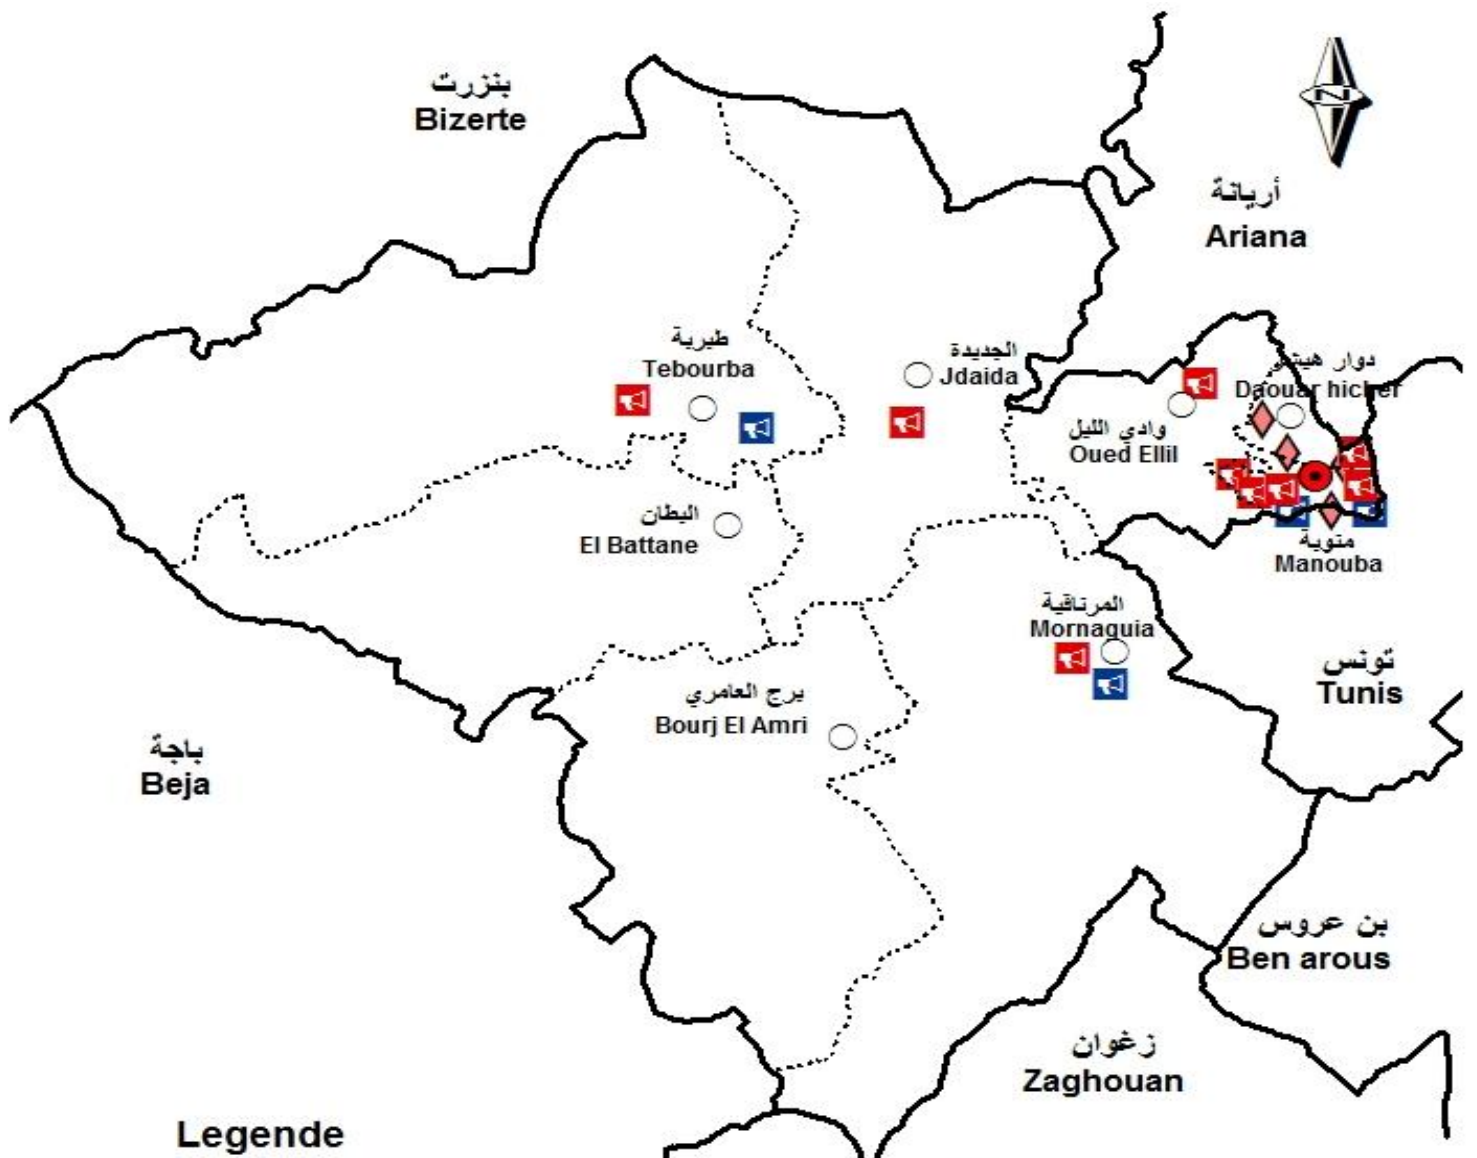 بنزرت
Bizerte
N
أريانة
Ariana
طبربة
Tebourba
الجديدة
Jdaida
دوار هيشر
Daouar hicher
وادي الليل
Oued Ellil
البطان
El Battane
منوبة
Manouba
المرناقية
Mornaguia
تونس
Tunis
برج العامري
Bourj El Amri
باجة
Beja
بن عروس
Ben arous
زغوان
Zaghouan
Legende